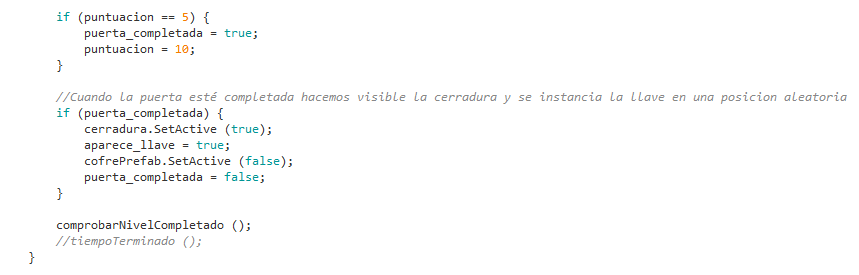 if (puntuacion == 5) {
puerta_completada = true;
puntuacion = 10;
}
//Cuando la puerta esté completada hacemos visible la cerradura y se instancia la llave en una posicion aleatoria
if (puerta_completada) {
cerradura.SetActive (true);
aparece_llave = true;
cofrePrefab.SetActive (false);
puerta_completada = false;
}
comprobarNivelCompletado ();
//tiempoTerminado ();
}